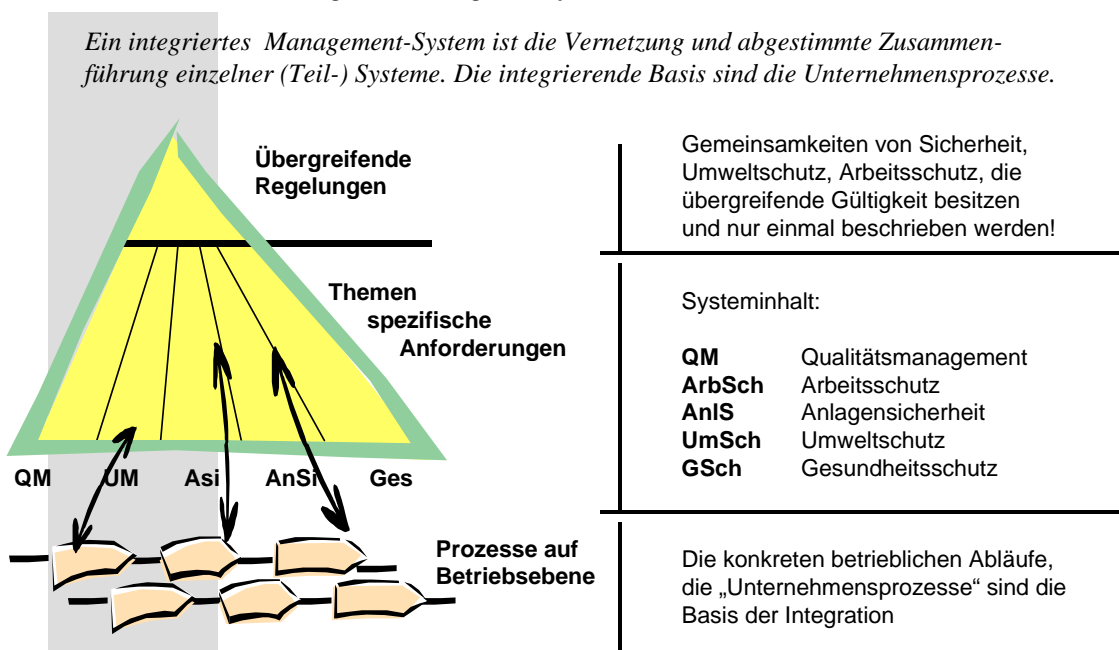 Ein integriertes Management-System ist die Vernetzung und abgestimmte Zusammen-
führung einzelner (Teil-) Systeme. Die integrierende Basis sind die Unternehmensprozesse.
Übergreifende
Regelungen
Gemeinsamkeiten von Sicherheit,
Umweltschutz, Arbeitsschutz, die
übergreifende Gültigkeit besitzen
und nur einmal beschrieben werden!
Themen
spezifische
Anforderungen
Systeminhalt:
QM Qualitätsmanagement
ArbSch Arbeitsschutz
AnlS Anlagensicherheit
UmSch Umweltschutz
GSch Gesundheitsschutz
QM UM Asi AnSi Ges
Prozesse auf
Betriebsebene
Die konkreten betrieblichen Abläufe,
die „Unternehmensprozesse“ sind die
Basis der Integration